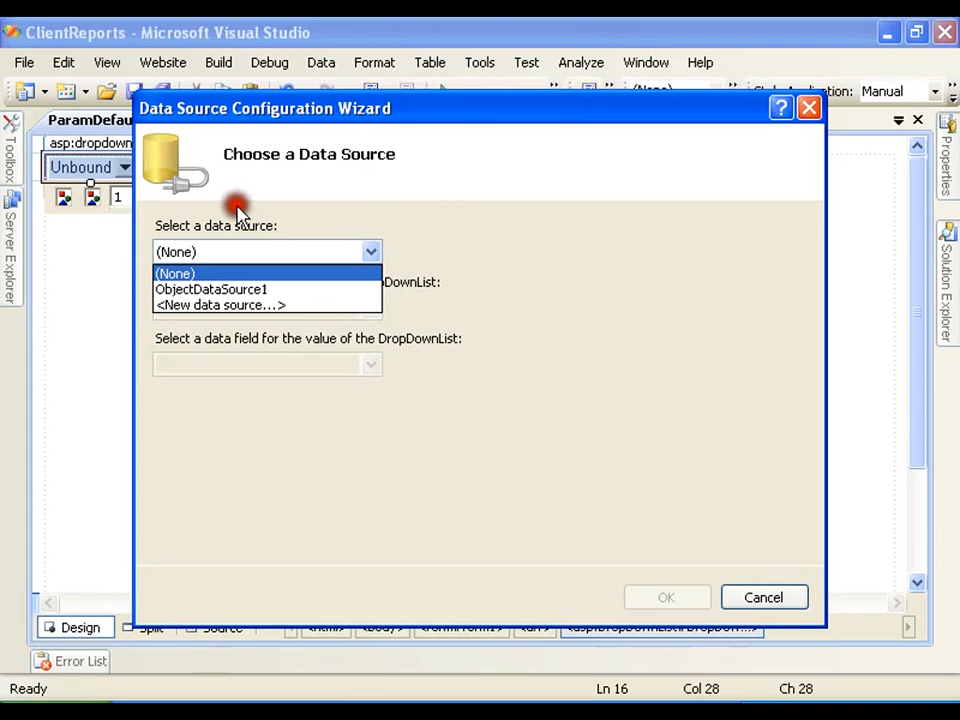 ClientReports - Microsoft Visual Studio
File Edit View Website Build Debug Data Format Table Tools Test Analyze Window Help
Manual
Data Source Configuration Wizard
ParamDefau
asp:dropdown
Unbound
1
Toolbox
Server Explorer
Properties
Solution Explorer
Choose a Data Source
Select a data source:
(None)
(None)
ObjectDataSource1
<New data source...>
DownList:
Select a data field for the value of the DropDownList:
OK Cancel
Design Split Source
Error List
Ready Ln 16 Col 28 Ch 28